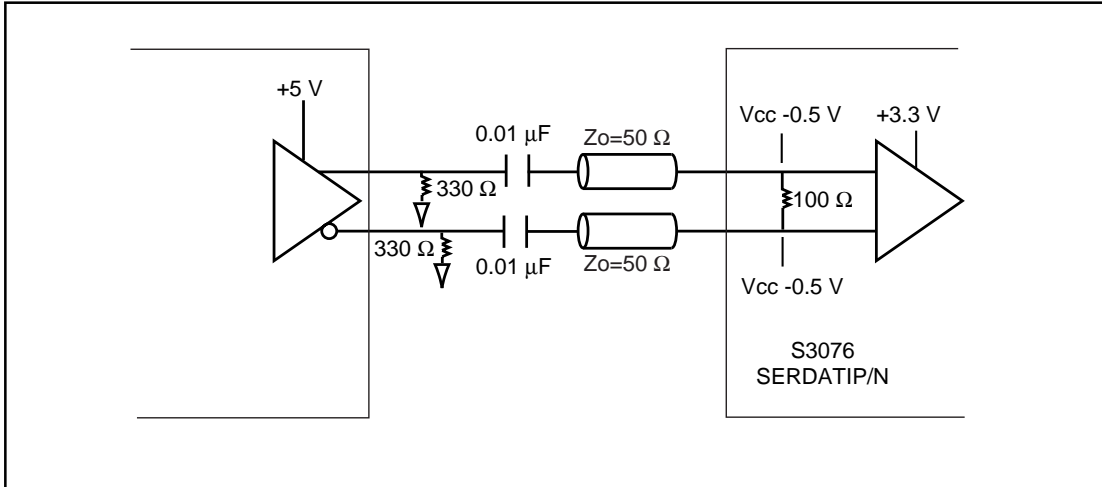 +5 V
Vcc -0.5 V
+3.3 V
0.01 μF
Zo=50 Ω
330 Ω
100 Ω
330 Ω
0.01 μF
Zo=50 Ω
Vcc -0.5 V
S3076
SERDATIP/N